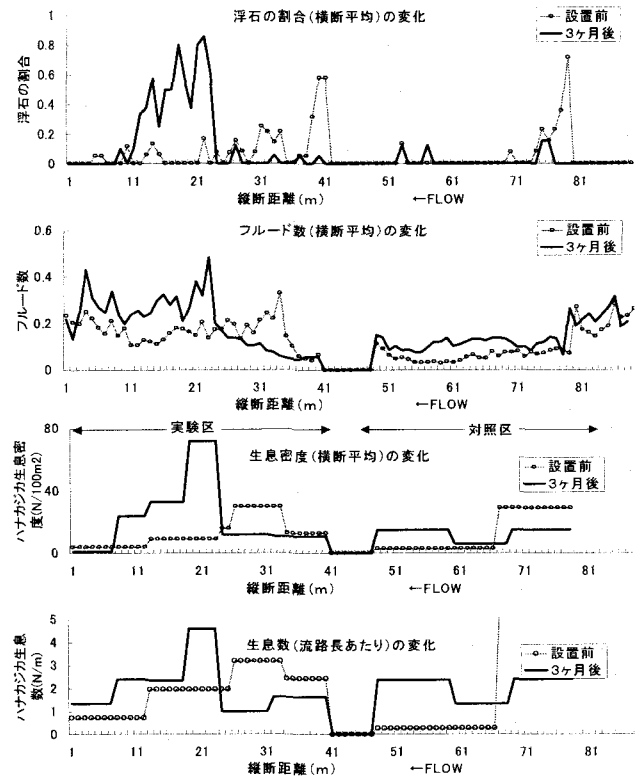 浮石の割合(横断平均)の変化
設置前
3ヶ月後
浮石の割合
1
0.8
0.6
0.4
0.2
0
1 11 21 31 41 51 61 71 81
縦断距離(m) ←FLOW
フルード数(横断平均)の変化
設置前
3ヶ月後
フルード数
0.6
0.4
0.2
0
1 11 21 31 41 51 61 71 81
縦断距離(m) ←FLOW
実験区 対照区
生息密度(横断平均)の変化
設置前
3ヶ月後
ハナカジカ生息密
度(N/100m2)
80
40
0
1 11 21 31 41 51 61 71 81
縦断距離(m) ←FLOW
生息数(流路長あたり)の変化
設置前
3ヶ月後
ハナカジカ生息
数(N/m)
5
4
3
2
1
0
1 11 21 31 41 51 61 71 81
縦断距離(m) ←FLOW